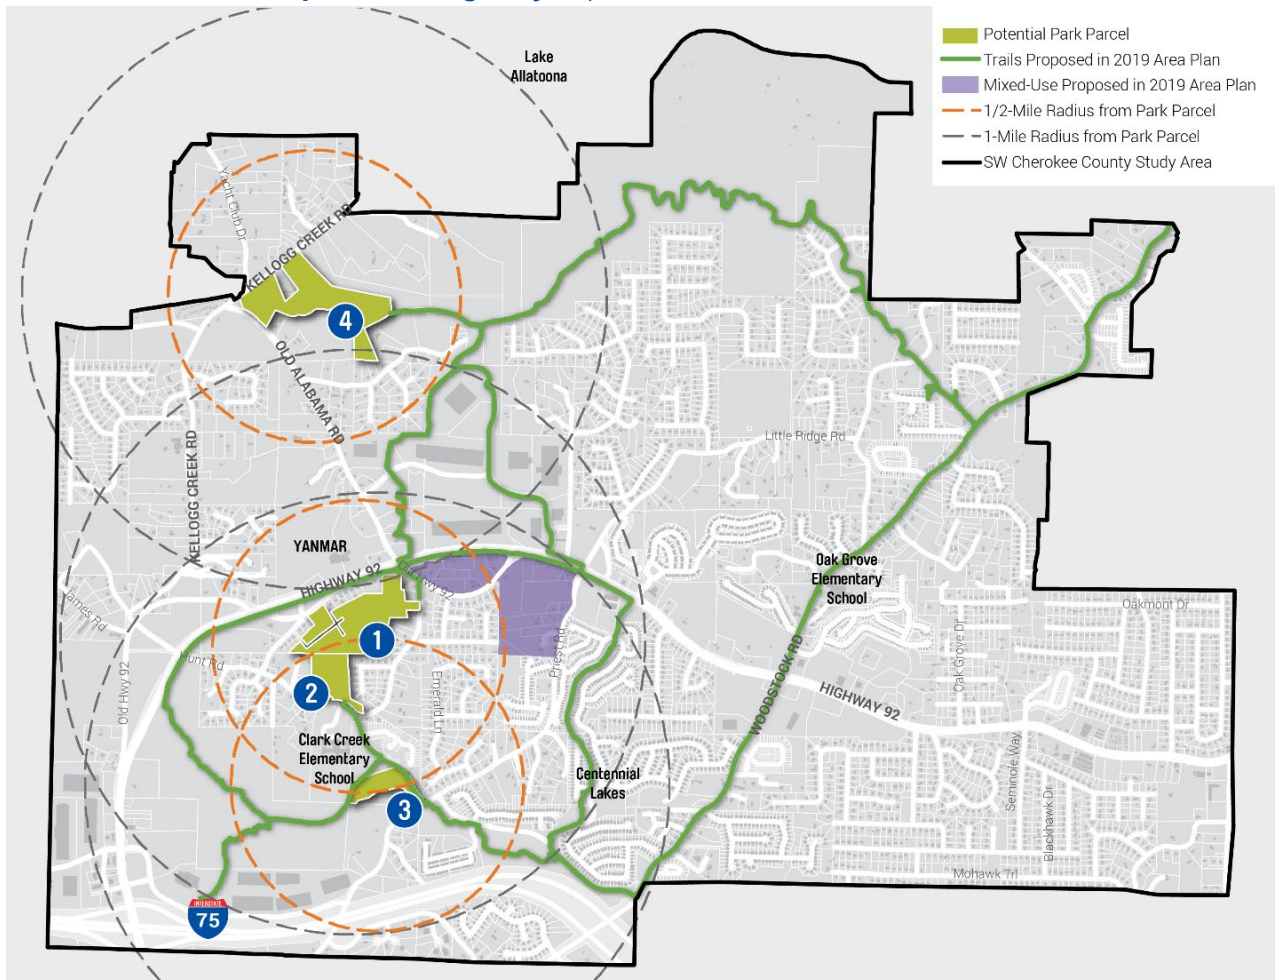 Potential Park Parcel
Trails Proposed in 2019 Area Plan
Mixed-Use Proposed in 2019 Area Plan
1/2-Mile Radius from Park Parcel
1-Mile Radius from Park Parcel
SW Cherokee County Study Area
Lake
Allatoona
Yacht Club Dr
KELLOGG CREEK RD
4
OLD ALABAMA RD
KELLOGG CREEK RD
Little Ridge Rd
YANMAR
HIGHWAY 92
Old Hwy 92
Oak Grove
Elementary
School
James Rd
Oakmont Dr
1
Hunt Rd
Priest Rd
Oak Grove Dr
2
Emerald Ln
Old Hwy 92
WOODSTOCK RD
HIGHWAY 92
Clark Creek
Elementary
School
Centennial
Lakes
Seminole Way
Blackhawk Dr
3
Mohawk Trl
INTERSTATE
75